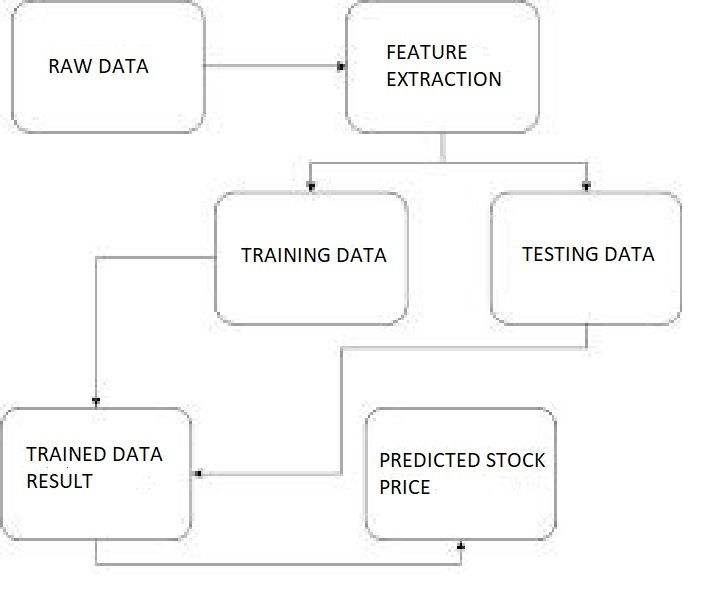 RAW DATA
FEATURE
EXTRACTION
TRAINING DATA
TESTING DATA
TRAINED DATA
RESULT
PREDICTED STOCK
PRICE